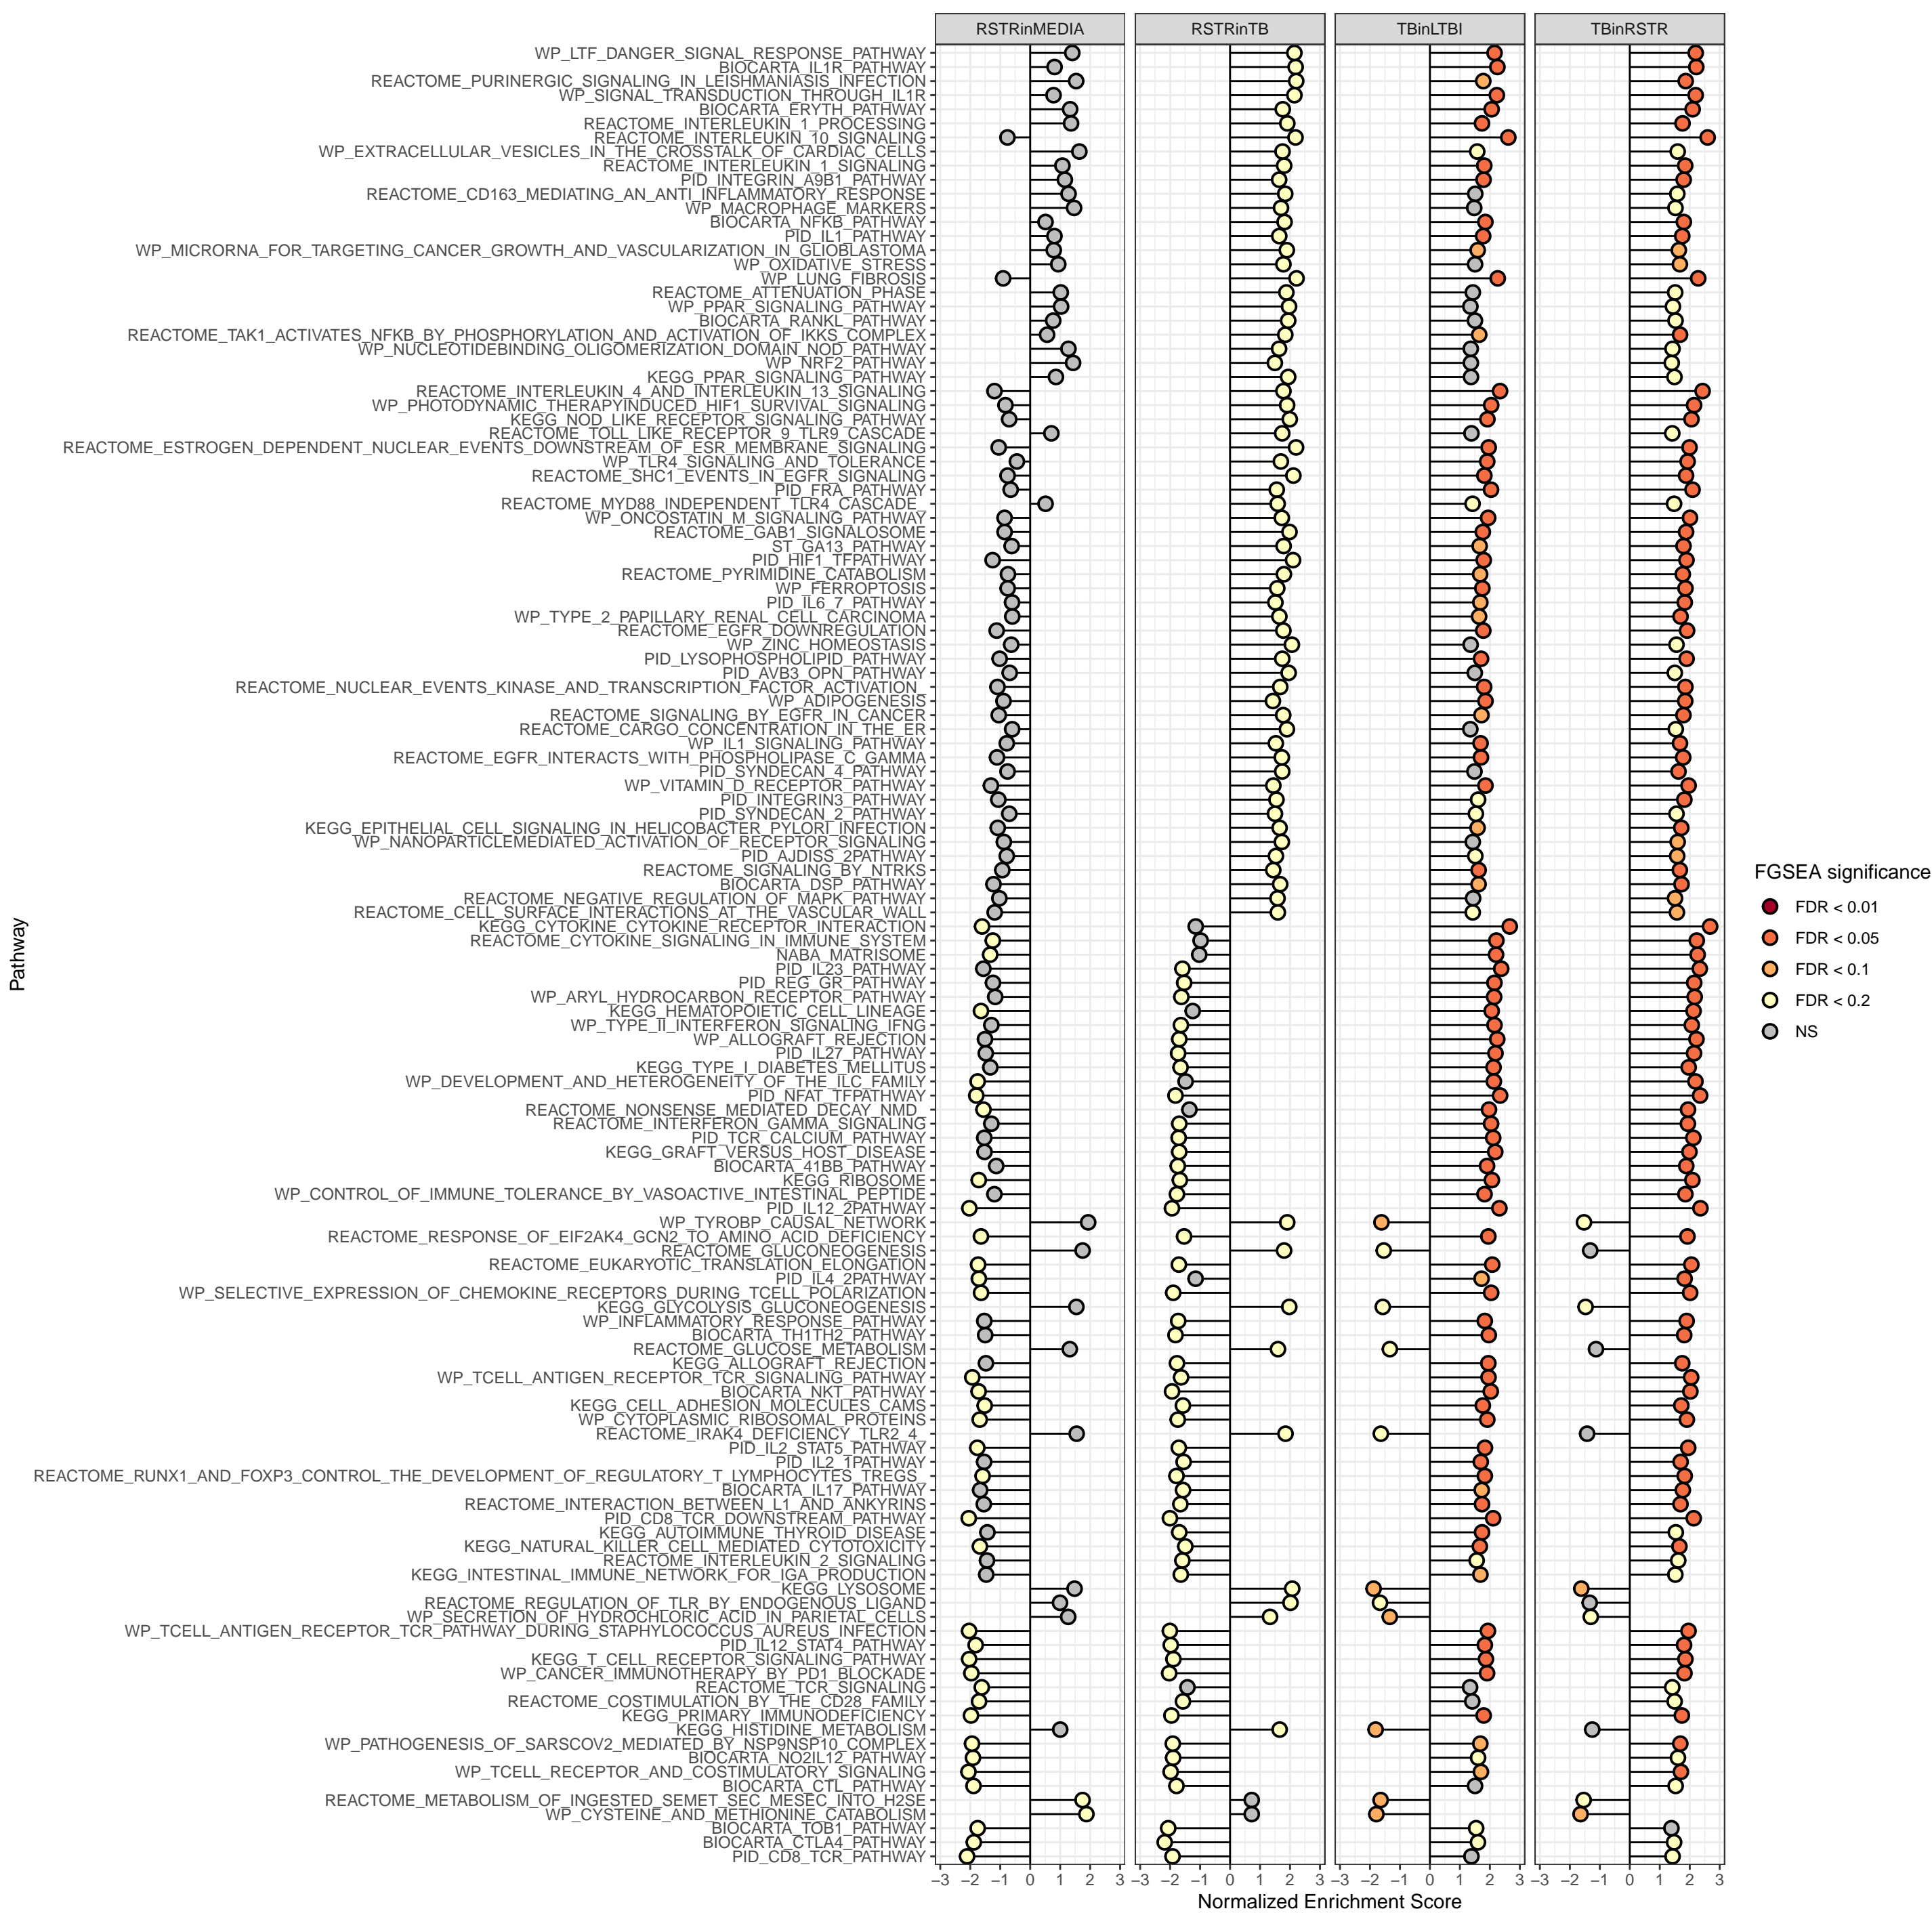 RSTRinMEDIA RSTRinTB TBinLTBI TBinRSTR
WP_LTF_DANGER_SIGNAL_RESPONSE_PATHWAY
BIOCARTA_IL1R_PATHWAY
REACTOME_PURINERGIC_SIGNALING_IN_LEISHMANIASIS_INFECTION
WP_SIGNAL_TRANSDUCTION_THROUGH_IL1R
BIOCARTA_ERYTH_PATHWAY
REACTOME_INTERLEUKIN_1_PROCESSING
REACTOME_INTERLEUKIN_10_SIGNALING
WP_EXTRACELLULAR_VESICLES_IN_THE_CROSSTALK_OF_CARDIAC_CELLS
REACTOME_INTERLEUKIN_1_SIGNALING
PID_INTEGRIN_A9B1_PATHWAY
REACTOME_CD163_MEDIATING_AN_ANTI_INFLAMMATORY_RESPONSE
WP_MACROPHAGE_MARKERS
BIOCARTA_NFKB_PATHWAY
PID_IL1_PATHWAY
WP_MICRORNA_FOR_TARGETING_CANCER_GROWTH_AND_VASCULARIZATION_IN_GLIOBLASTOMA
WP_OXIDATIVE_STRESS
WP_LUNG_FIBROSIS
REACTOME_ATTENUATION_PHASE
WP_PPAR_SIGNALING_PATHWAY
BIOCARTA_RANKL_PATHWAY
REACTOME_TAK1_ACTIVATES_NFKB_BY_PHOSPHORYLATION_AND_ACTIVATION_OF_IKKS_COMPLEX
WP_NUCLEOTIDEBINDING_OLIGOMERIZATION_DOMAIN_NOD_PATHWAY
WP_NRF2_PATHWAY
KEGG_PPAR_SIGNALING_PATHWAY
REACTOME_INTERLEUKIN_4_AND_INTERLEUKIN_13_SIGNALING
WP_PHOTODYNAMIC_THERAPYINDUCED_HIF1_SURVIVAL_SIGNALING
KEGG_NOD_LIKE_RECEPTOR_SIGNALING_PATHWAY
REACTOME_TOLL_LIKE_RECEPTOR_9_TLR9_CASCADE
REACTOME_ESTROGEN_DEPENDENT_NUCLEAR_EVENTS_DOWNSTREAM_OF_ESR_MEMBRANE_SIGNALING
WP_TLR4_SIGNALING_AND_TOLERANCE
REACTOME_SHC1_EVENTS_IN_EGFR_SIGNALING
PID_FRA_PATHWAY
REACTOME_MYD88_INDEPENDENT_TLR4_CASCADE_
WP_ONCOSTATIN_M_SIGNALING_PATHWAY
REACTOME_GAB1_SIGNALOSOME
ST_GA13_PATHWAY
PID_HIF1_TFPATHWAY
REACTOME_PYRIMIDINE_CATABOLISM
WP_FERROPTOSIS
PID_IL6_7_PATHWAY
WP_TYPE_2_PAPILLARY_RENAL_CELL_CARCINOMA
REACTOME_EGFR_DOWNREGULATION
WP_ZINC_HOMEOSTASIS
PID_LYSOPHOSPHOLIPID_PATHWAY
PID_AVB3_OPN_PATHWAY
REACTOME_NUCLEAR_EVENTS_KINASE_AND_TRANSCRIPTION_FACTOR_ACTIVATION_
WP_ADIPOGENESIS
REACTOME_SIGNALING_BY_EGFR_IN_CANCER
REACTOME_CARGO_CONCENTRATION_IN_THE_ER
WP_IL1_SIGNALING_PATHWAY
REACTOME_EGFR_INTERACTS_WITH_PHOSPHOLIPASE_C_GAMMA
PID_SYNDECAN_4_PATHWAY
WP_VITAMIN_D_RECEPTOR_PATHWAY
PID_INTEGRIN3_PATHWAY
PID_SYNDECAN_2_PATHWAY
KEGG_EPITHELIAL_CELL_SIGNALING_IN_HELICOBACTER_PYLORI_INFECTION
WP_NANOPARTICLEMEDIATED_ACTIVATION_OF_RECEPTOR_SIGNALING
PID_AJDISS_2PATHWAY
REACTOME_SIGNALING_BY_NTRKS
BIOCARTA_DSP_PATHWAY
REACTOME_NEGATIVE_REGULATION_OF_MAPK_PATHWAY
REACTOME_CELL_SURFACE_INTERACTIONS_AT_THE_VASCULAR_WALL
KEGG_CYTOKINE_CYTOKINE_RECEPTOR_INTERACTION
REACTOME_CYTOKINE_SIGNALING_IN_IMMUNE_SYSTEM
NABA_MATRISOME
PID_IL23_PATHWAY
PID_REG_GR_PATHWAY
WP_ARYL_HYDROCARBON_RECEPTOR_PATHWAY
KEGG_HEMATOPOIETIC_CELL_LINEAGE
WP_TYPE_II_INTERFERON_SIGNALING_IFNG
WP_ALLOGRAFT_REJECTION
PID_IL27_PATHWAY
KEGG_TYPE_I_DIABETES_MELLITUS
WP_DEVELOPMENT_AND_HETEROGENEITY_OF_THE_ILC_FAMILY
PID_NFAT_TFPATHWAY
REACTOME_NONSENSE_MEDIATED_DECAY_NMD_
REACTOME_INTERFERON_GAMMA_SIGNALING
PID_TCR_CALCIUM_PATHWAY
KEGG_GRAFT_VERSUS_HOST_DISEASE
BIOCARTA_41BB_PATHWAY
KEGG_RIBOSOME
WP_CONTROL_OF_IMMUNE_TOLERANCE_BY_VASOACTIVE_INTESTINAL_PEPTIDE
PID_IL12_2PATHWAY
WP_TYROBP_CAUSAL_NETWORK
REACTOME_RESPONSE_OF_EIF2AK4_GCN2_TO_AMINO_ACID_DEFICIENCY
REACTOME_GLUCONEOGENESIS
REACTOME_EUKARYOTIC_TRANSLATION_ELONGATION
PID_IL4_2PATHWAY
WP_SELECTIVE_EXPRESSION_OF_CHEMOKINE_RECEPTORS_DURING_TCELL_POLARIZATION
KEGG_GLYCOLYSIS_GLUCONEOGENESIS
WP_INFLAMMATORY_RESPONSE_PATHWAY
BIOCARTA_TH1TH2_PATHWAY
REACTOME_GLUCOSE_METABOLISM
KEGG_ALLOGRAFT_REJECTION
WP_TCELL_ANTIGEN_RECEPTOR_TCR_SIGNALING_PATHWAY
BIOCARTA_NKT_PATHWAY
KEGG_CELL_ADHESION_MOLECULES_CAMS
WP_CYTOPLASMIC_RIBOSOMAL_PROTEINS
REACTOME_IRAK4_DEFICIENCY_TLR2_4_
PID_IL2_STAT5_PATHWAY
PID_IL2_1PATHWAY
REACTOME_RUNX1_AND_FOXP3_CONTROL_THE_DEVELOPMENT_OF_REGULATORY_T_LYMPHOCYTES_TREGS_
BIOCARTA_IL17_PATHWAY
REACTOME_INTERACTION_BETWEEN_L1_AND_ANKYRINS
PID_CD8_TCR_DOWNSTREAM_PATHWAY
KEGG_AUTOIMMUNE_THYROID_DISEASE
KEGG_NATURAL_KILLER_CELL_MEDIATED_CYTOTOXICITY
REACTOME_INTERLEUKIN_2_SIGNALING
KEGG_INTESTINAL_IMMUNE_NETWORK_FOR_IGA_PRODUCTION
KEGG_LYSOSOME
REACTOME_REGULATION_OF_TLR_BY_ENDOGENOUS_LIGAND
WP_SECRETION_OF_HYDROCHLORIC_ACID_IN_PARIETAL_CELLS
WP_TCELL_ANTIGEN_RECEPTOR_TCR_PATHWAY_DURING_STAPHYLOCOCCUS_AUREUS_INFECTION
PID_IL12_STAT4_PATHWAY
KEGG_T_CELL_RECEPTOR_SIGNALING_PATHWAY
WP_CANCER_IMMUNOTHERAPY_BY_PD1_BLOCKADE
REACTOME_TCR_SIGNALING
REACTOME_COSTIMULATION_BY_THE_CD28_FAMILY
KEGG_PRIMARY_IMMUNODEFICIENCY
KEGG_HISTIDINE_METABOLISM
WP_PATHOGENESIS_OF_SARSCOV2_MEDIATED_BY_NSP9NSP10_COMPLEX
BIOCARTA_NO2IL12_PATHWAY
WP_TCELL_RECEPTOR_AND_COSTIMULATORY_SIGNALING
BIOCARTA_CTL_PATHWAY
REACTOME_METABOLISM_OF_INGESTED_SEMET_SEC_MESEC_INTO_H2SE
WP_CYSTEINE_AND_METHIONINE_CATABOLISM
BIOCARTA_TOB1_PATHWAY
BIOCARTA_CTLA4_PATHWAY
PID_CD8_TCR_PATHWAY
−3 −2 −1 0 1 2 3 −3 −2 −1 0 1 2 3 −3 −2 −1 0 1 2 3 −3 −2 −1 0 1 2 3
Normalized Enrichment Score
Pathway
FGSEA significance
FDR < 0.01
FDR < 0.05
FDR < 0.1
FDR < 0.2
NS